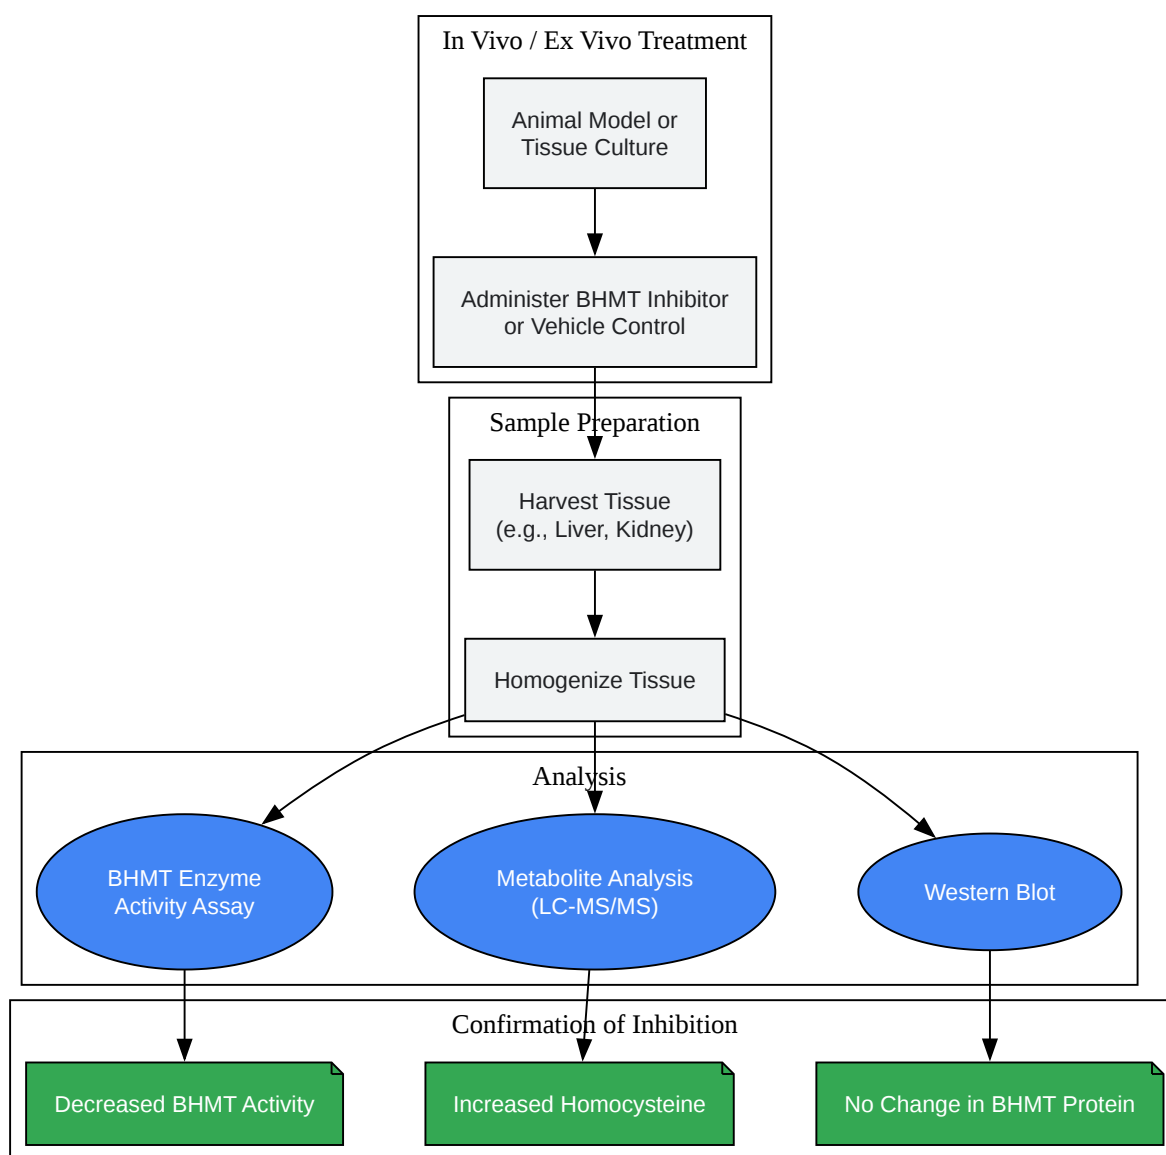 In Vivo / Ex Vivo Treatment
Animal Model or
Tissue Culture
Administer BHMT Inhibitor
or Vehicle Control
Sample Preparation
Harvest Tissue
(e.g., Liver, Kidney)
Homogenize Tissue
Analysis
BHMT Enzyme
Activity Assay
Metabolite Analysis
(LC-MS/MS)
Western Blot
Confirmation of Inhibition
Decreased BHMT Activity
Increased Homocysteine
No Change in BHMT Protein